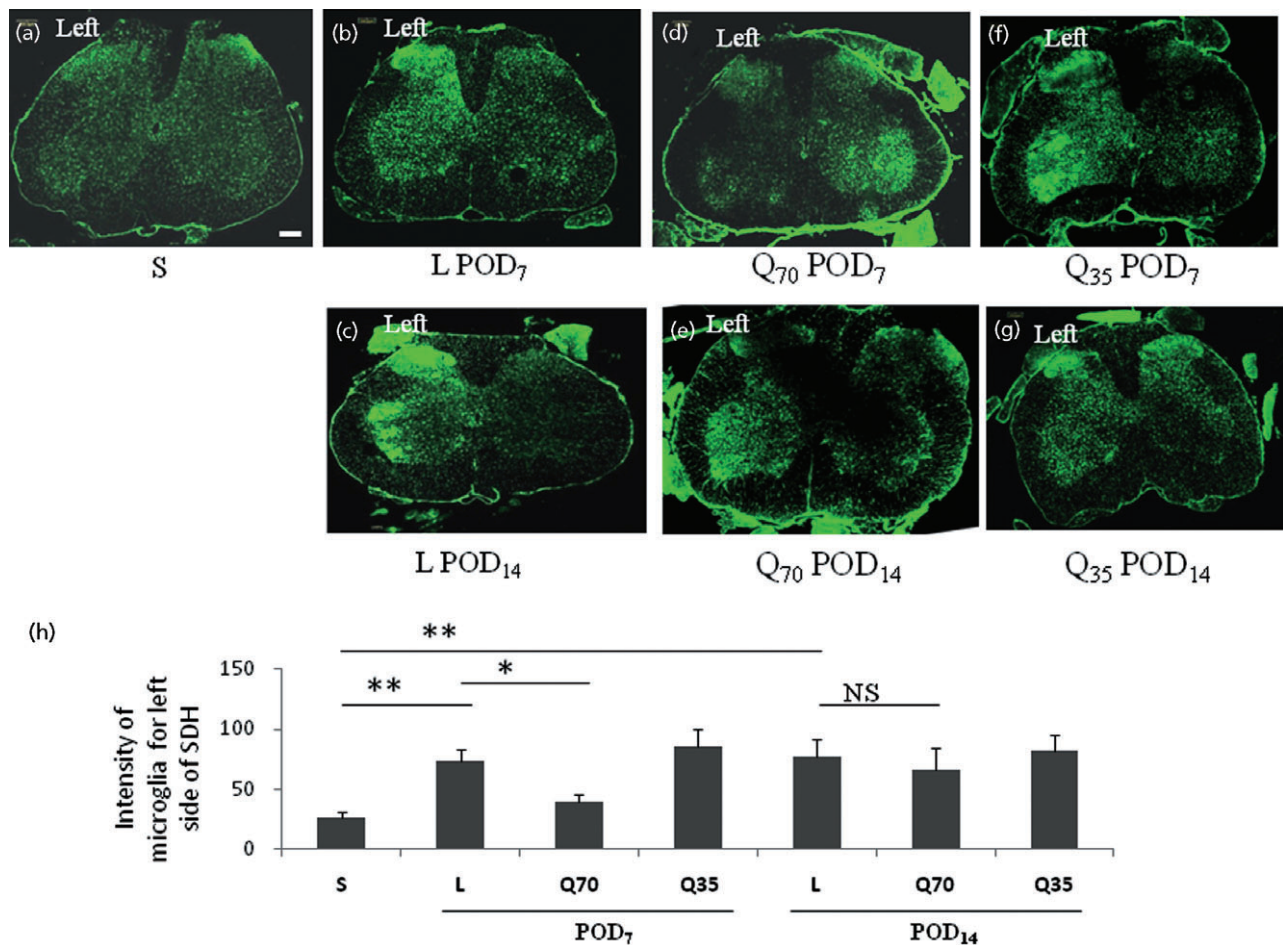 (a) Left
(b) Left
(d) Left
(f) Left
S
L POD7
Q70 POD7
Q35 POD7
(c) Left
(e) Left
(g) Left
L POD14
Q70 POD14
Q35 POD14
(h)
Intensity of
microglia for left
side of SDH
150
100
50
0
**
**
*
NS
S L Q70 Q35 L Q70 Q35
POD7 POD14